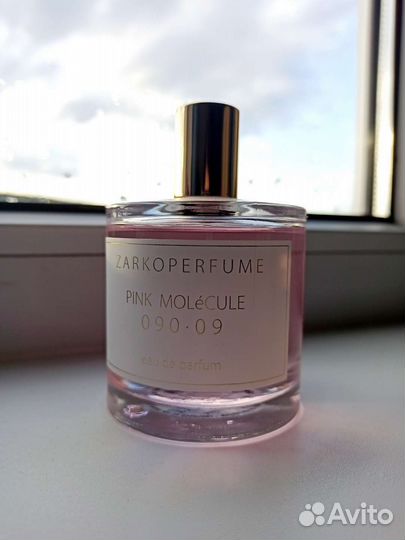 ZARKOPERFUME
PINK MOLéCULE
090·09
eau de parfum
Avito